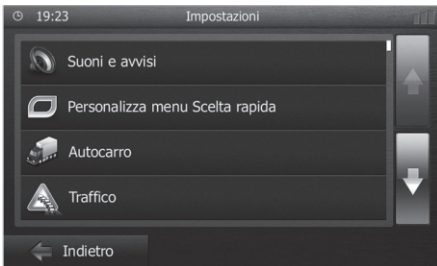 19:23 Impostazioni
Suoni e avvisi
Personalizza menu Scelta rapida
Autocarro
Traffico
Indietro